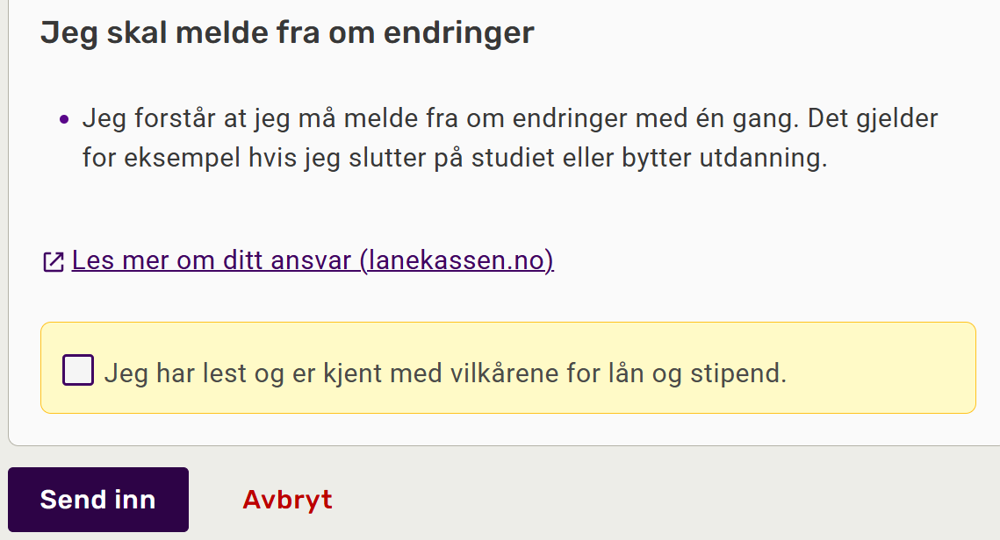 Jeg skal melde fra om endringer
Jeg forstår at jeg må melde fra om endringer med én gang. Det gjelder
for eksempel hvis jeg slutter på studiet eller bytter utdanning.
Les mer om ditt ansvar (lanekassen.no)
Jeg har lest og er kjent med vilkårene for lån og stipend.
Send inn
Avbryt